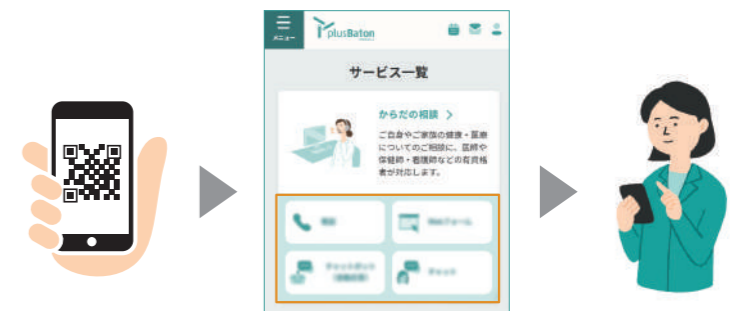 メニュー
plusBaton
サービス一覧
からだの相談 >
ご自身やご家族の健康・医療
についてのご相談に、医師や
保健師・看護師などの有資格
者が対応します。